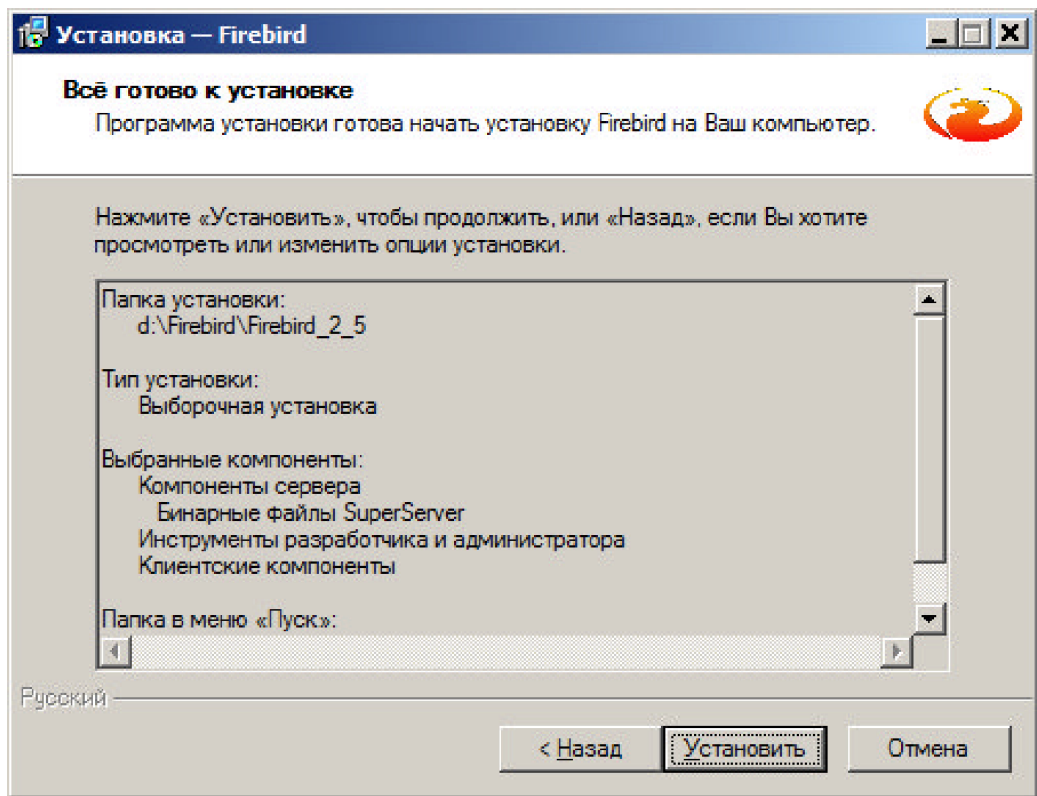 Установка — Firebird
Всё готово к установке
Программа установки готова начать установку Firebird на Ваш компьютер.
Нажмите «Установить», чтобы продолжить, или «Назад», если Вы хотите
просмотреть или изменить опции установки.
Папка установки:
d:\Firebird\Firebird_2_5
Тип установки:
Выборочная установка
Выбранные компоненты:
Компоненты сервера
Бинарные файлы SuperServer
Инструменты разработчика и администратора
Клиентские компоненты
Папка в меню «Пуск»:
Русский
< Назад
Установить
Отмена